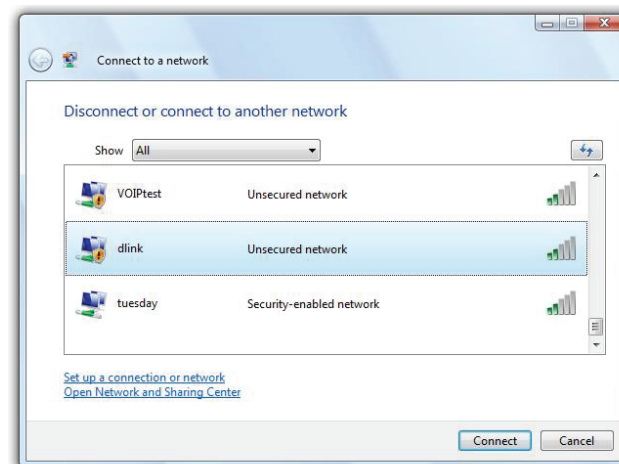 Connect to a network
Disconnect or connect to another network
Show All
VOIPtest Unsecured network
dlink Unsecured network
tuesday Security-enabled network
Set up a connection or network
Open Network and Sharing Center
Connect Cancel